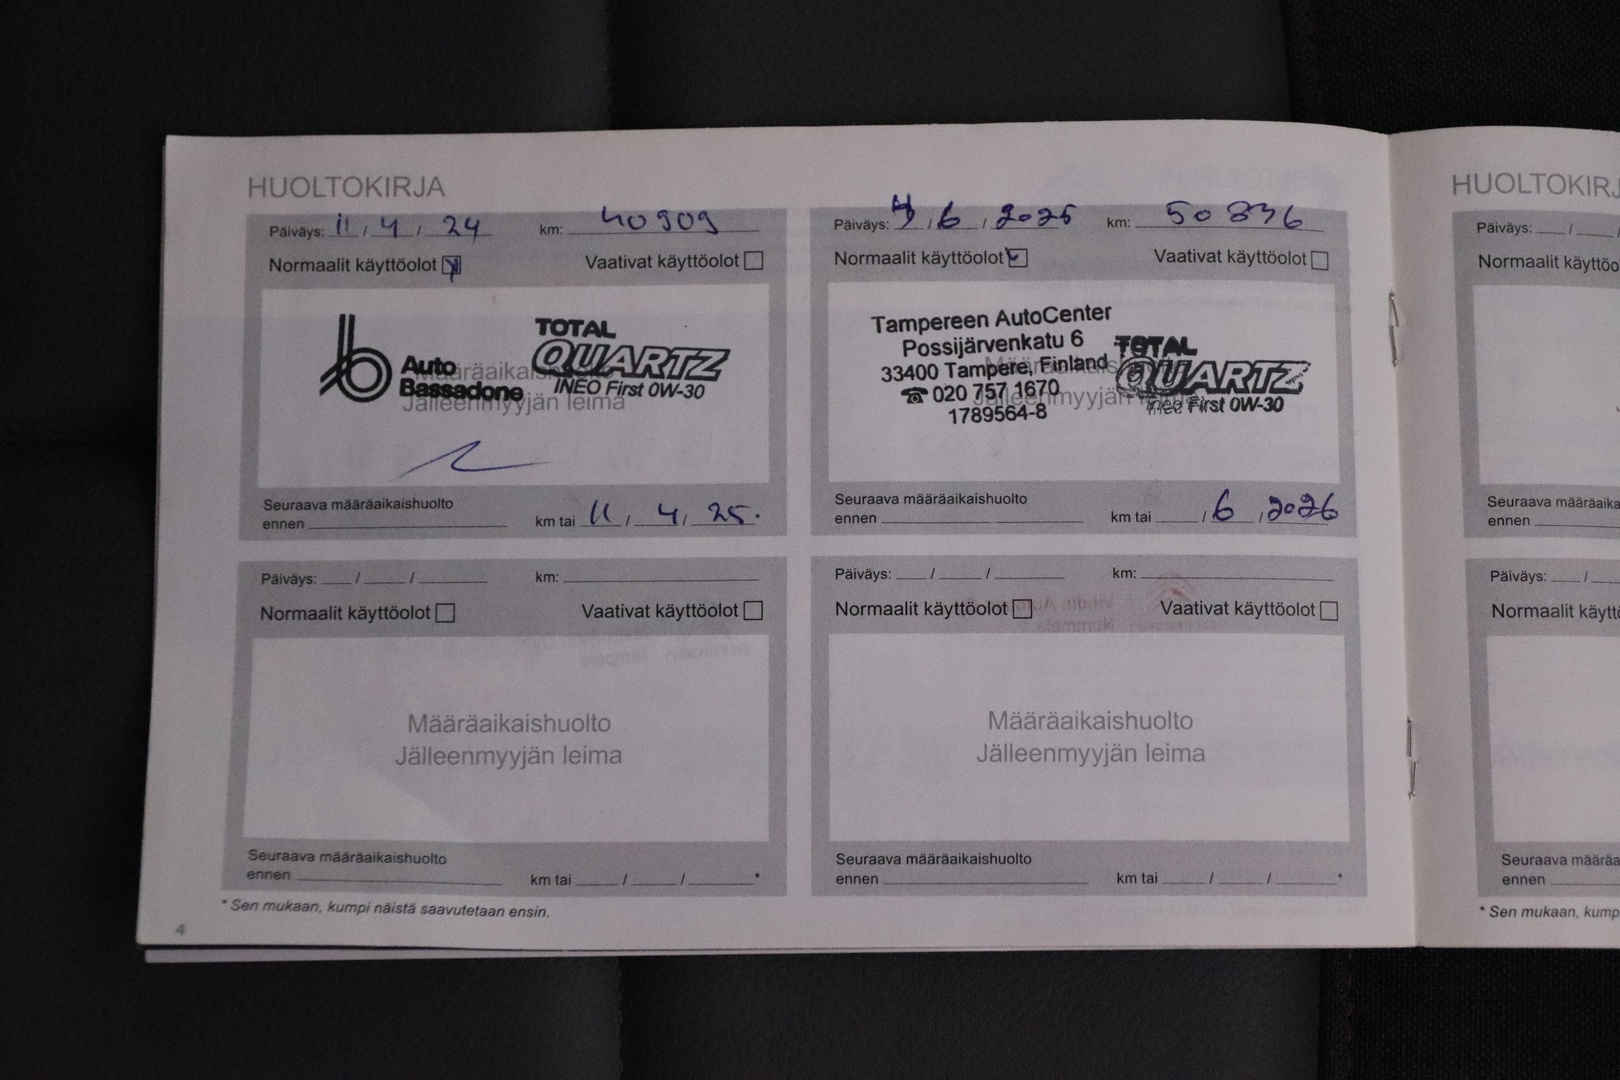 HUOLTOKIRJA
Päiväys: 11 / 4 / 24 km: 40909
Normaalit käyttöolot Vaativat käyttöolot
Auto
Bassadone
TOTAL
QUARTZ
INEO First 0W-30
Määräaikaishuolto
Jälleenmyyjän leima
Seuraava määräaikaishuolto
ennen km tai 11 / 4 / 25.
Päiväys: / 6 / 2025 km: 50836
Normaalit käyttöolot Vaativat käyttöolot
Tampereen AutoCenter
Possijärvenkatu 6
33400 Tampere, Finland
☎ 020 757 1670
1789564-8
TOTAL
QUARTZ
Ineo First 0W-30
Jälleenmyyjän
Seuraava määräaikaishuolto
ennen km tai / 6 / 2026
Päiväys: / / km:
Normaalit käyttöolot Vaativat käyttöolot
Määräaikaishuolto
Jälleenmyyjän leima
Seuraava määräaikaishuolto
ennen km tai / / *
Päiväys: / / km:
Normaalit käyttöolot Vaativat käyttöolot
Määräaikaishuolto
Jälleenmyyjän leima
Seuraava määräaikaishuolto
ennen km tai / / *
* Sen mukaan, kumpi näistä saavutetaan ensin.
4
HUOLTOKIRJ
Päiväys: /
Normaalit käyttöo
Seuraava määräaika
ennen
Päiväys: /
Normaalit käytt
Seuraava määräa
ennen
* Sen mukaan, kump